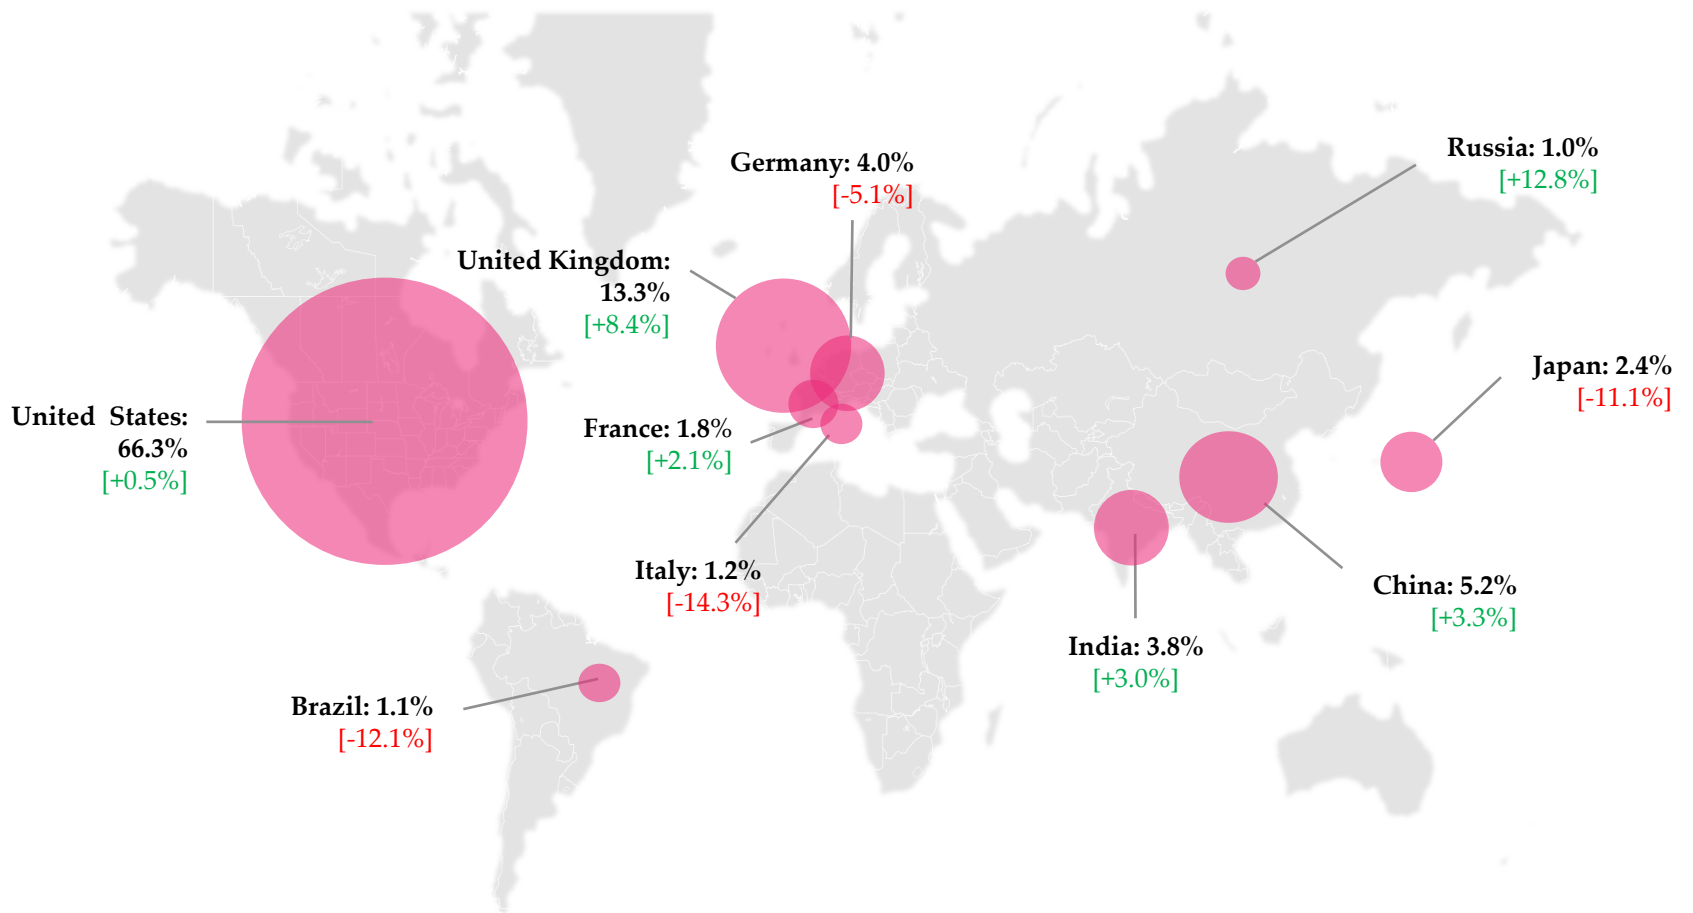 Russia: 1.0%
[+12.8%]
Germany: 4.0%
[-5.1%]
United Kingdom:
13.3%
[+8.4%]
Japan: 2.4%
[-11.1%]
United States:
66.3%
[+0.5%]
France: 1.8%
[+2.1%]
Italy: 1.2%
[-14.3%]
China: 5.2%
[+3.3%]
India: 3.8%
[+3.0%]
Brazil: 1.1%
[-12.1%]